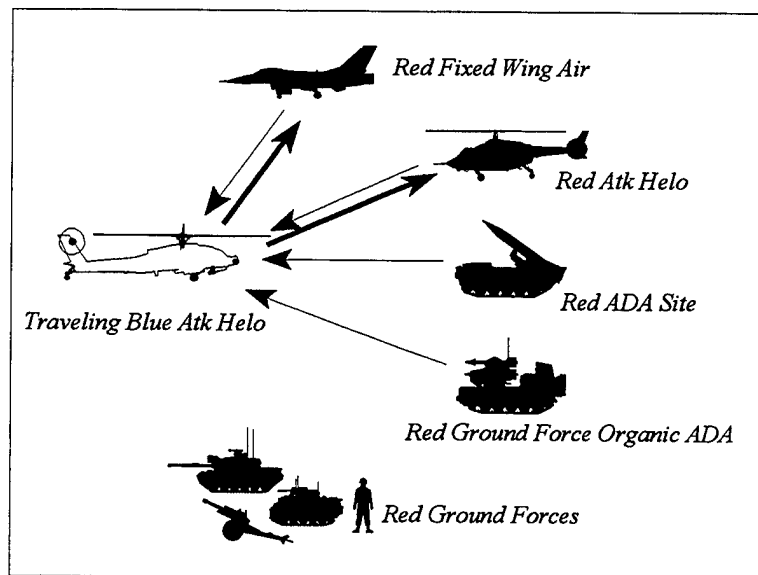 Red Fixed Wing Air
Red Atk Helo
Traveling Blue Atk Helo
Red ADA Site
Red Ground Force Organic ADA
Red Ground Forces